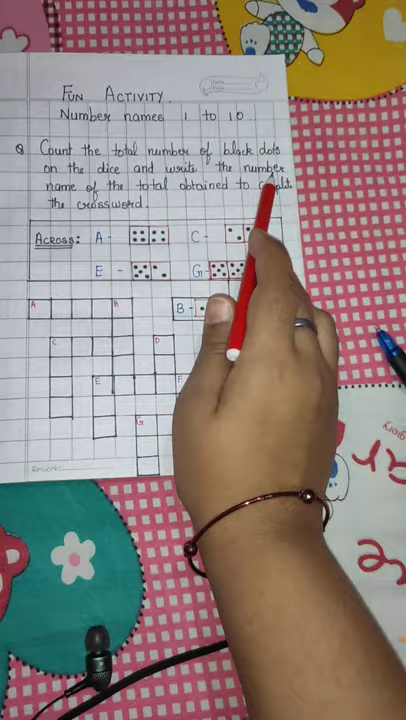 FUN ACTIVITY.
Number names 1 to 10.
Q Count the total number of black dots
on the dice and write the number
name of the total obtained to
the crossword.
ACROSS: A- C-
E - G-
A B B-
C D
E F
G
Remarks